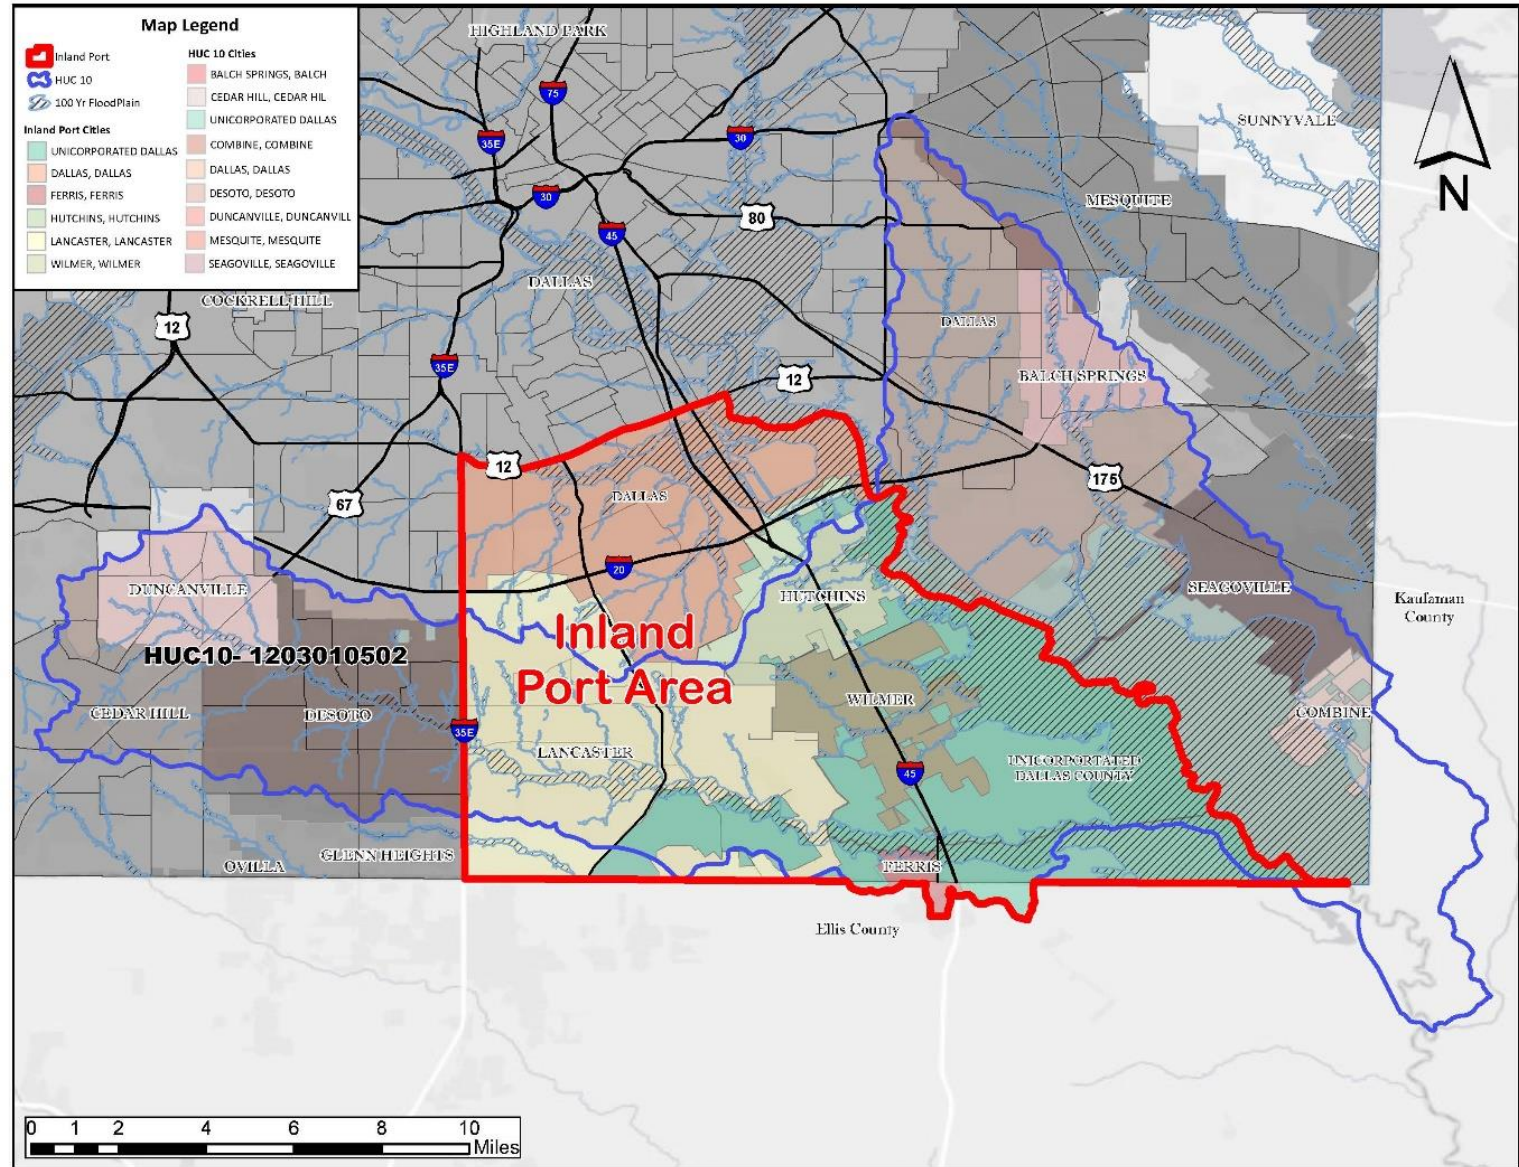 Map Legend
Inland Port
HUC 10
100 Yr FloodPlain
Inland Port Cities
UNICORPORATED DALLAS
DALLAS, DALLAS
FERRIS, FERRIS
HUTCHINS, HUTCHINS
LANCASTER, LANCASTER
WILMER, WILMER
HUC 10 Cities
BALCH SPRINGS, BALCH
CEDAR HILL, CEDAR HIL
UNICORPORATED DALLAS
COMBINE, COMBINE
DALLAS, DALLAS
DESOTO, DESOTO
DUNCANVILLE, DUNCANVILL
MESQUITE, MESQUITE
SEAGOVILLE, SEAGOVILLE
HIGHLAND PARK
75
35E
30
SUNNYVALE
N
30
MESQUITE
80
45
DALLAS
COCKRELL HILL
12
DALLAS
35E
12
BALCH SPRINGS
12
175
67
DALLAS
20
DUNCANVILLE
HUTCHINS
SEAGOVILLE
Kaufaman
County
Inland
Port Area
HUC10- 1203010502
CEDAR HILL
DESOTO
WILMER
COMBINE
35E
LANCASTER
45
UNICORPORTATED
DALLAS COUNTY
OVILLA
GLENN HEIGHTS
FERRIS
Ellis County
0 1 2 4 6 8 10
Miles